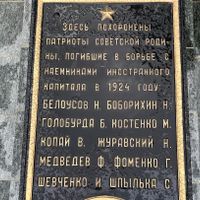 ЗДЕСЬ ПОХОРОНЕНЫ
ПАТРИОТЫ СОВЕТСКОЙ РОДИ-
НЫ, ПОГИБШИЕ В БОРЬБЕ С
НАЕМНИКАМИ ИНОСТРАННОГО
КАПИТАЛА В 1924 ГОДУ.
БЕЛОУСОВ Н. БОБОРИХИН Н.
ГОЛОБУРДА Б. КОСТЕНКО М.
КОПАЙ В. ЖУРАВСКИЙ Н.
МЕДВЕДЕВ Ф. ФОМЕНКО Г.
ШЕВЧЕНКО И ШПЫЛЬКА С.